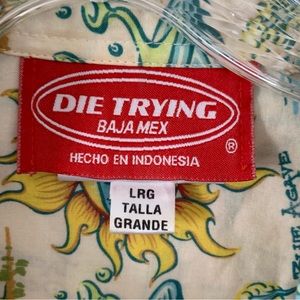 DIE TRYING
BAJA MEX
®
HECHO EN INDONESIA
LRG
TALLA
GRANDE
BLUE AGAVE